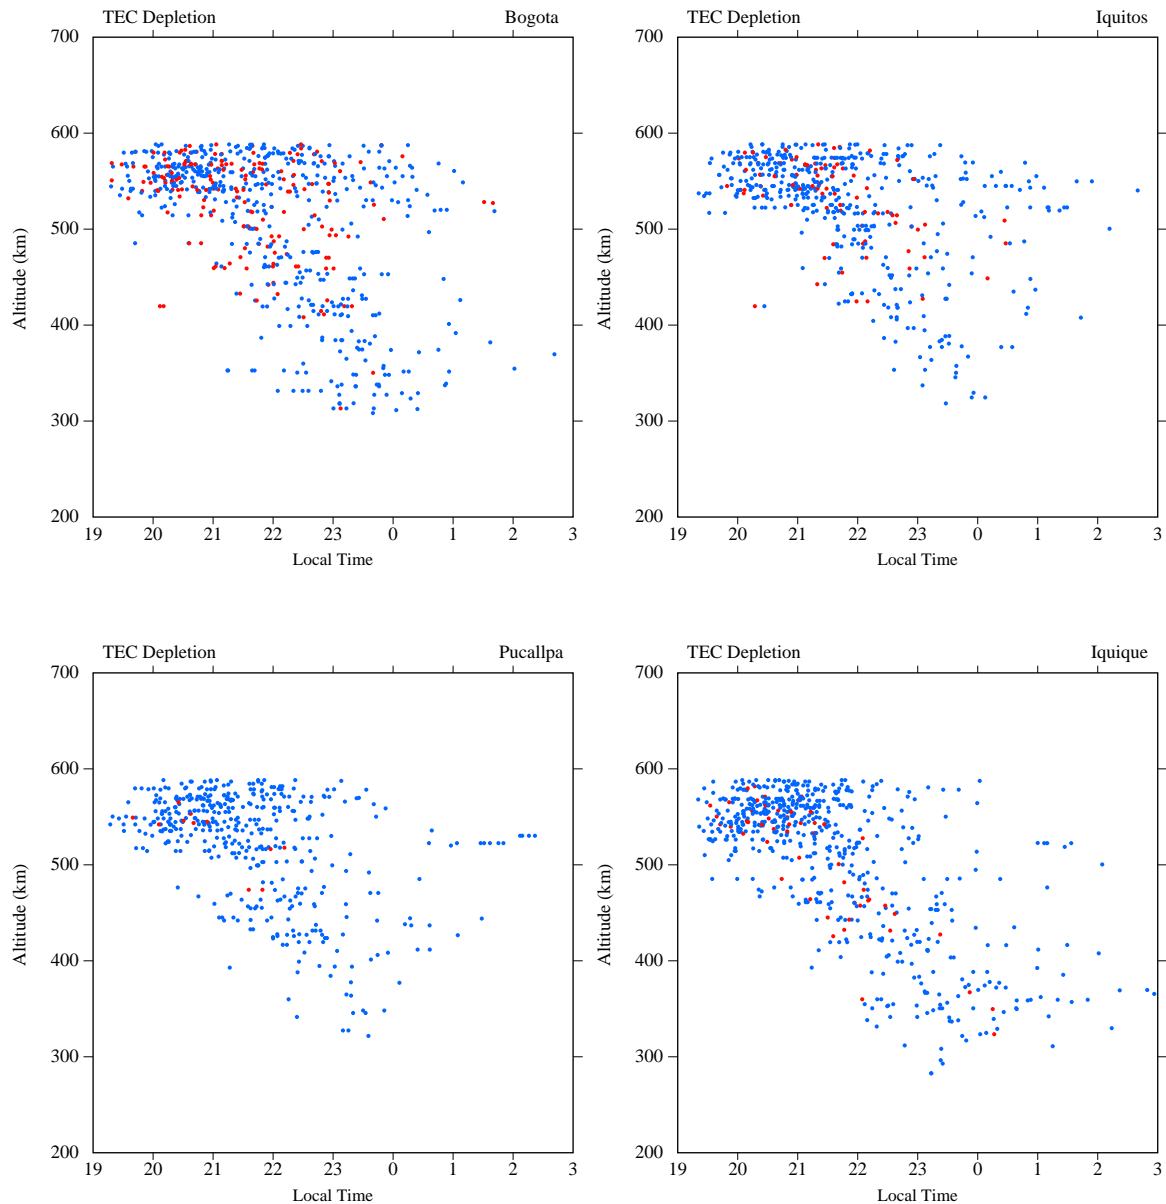 TEC Depletion Bogota
700
600
500
400
300
200
Altitude (km)
19 20 21 22 23 0 1 2 3
Local Time
TEC Depletion Iquitos
700
600
500
400
300
200
Altitude (km)
19 20 21 22 23 0 1 2 3
Local Time
TEC Depletion Pucallpa
700
600
500
400
300
200
Altitude (km)
19 20 21 22 23 0 1 2 3
Local Time
TEC Depletion Iquique
700
600
500
400
300
200
Altitude (km)
19 20 21 22 23 0 1 2 3
Local Time